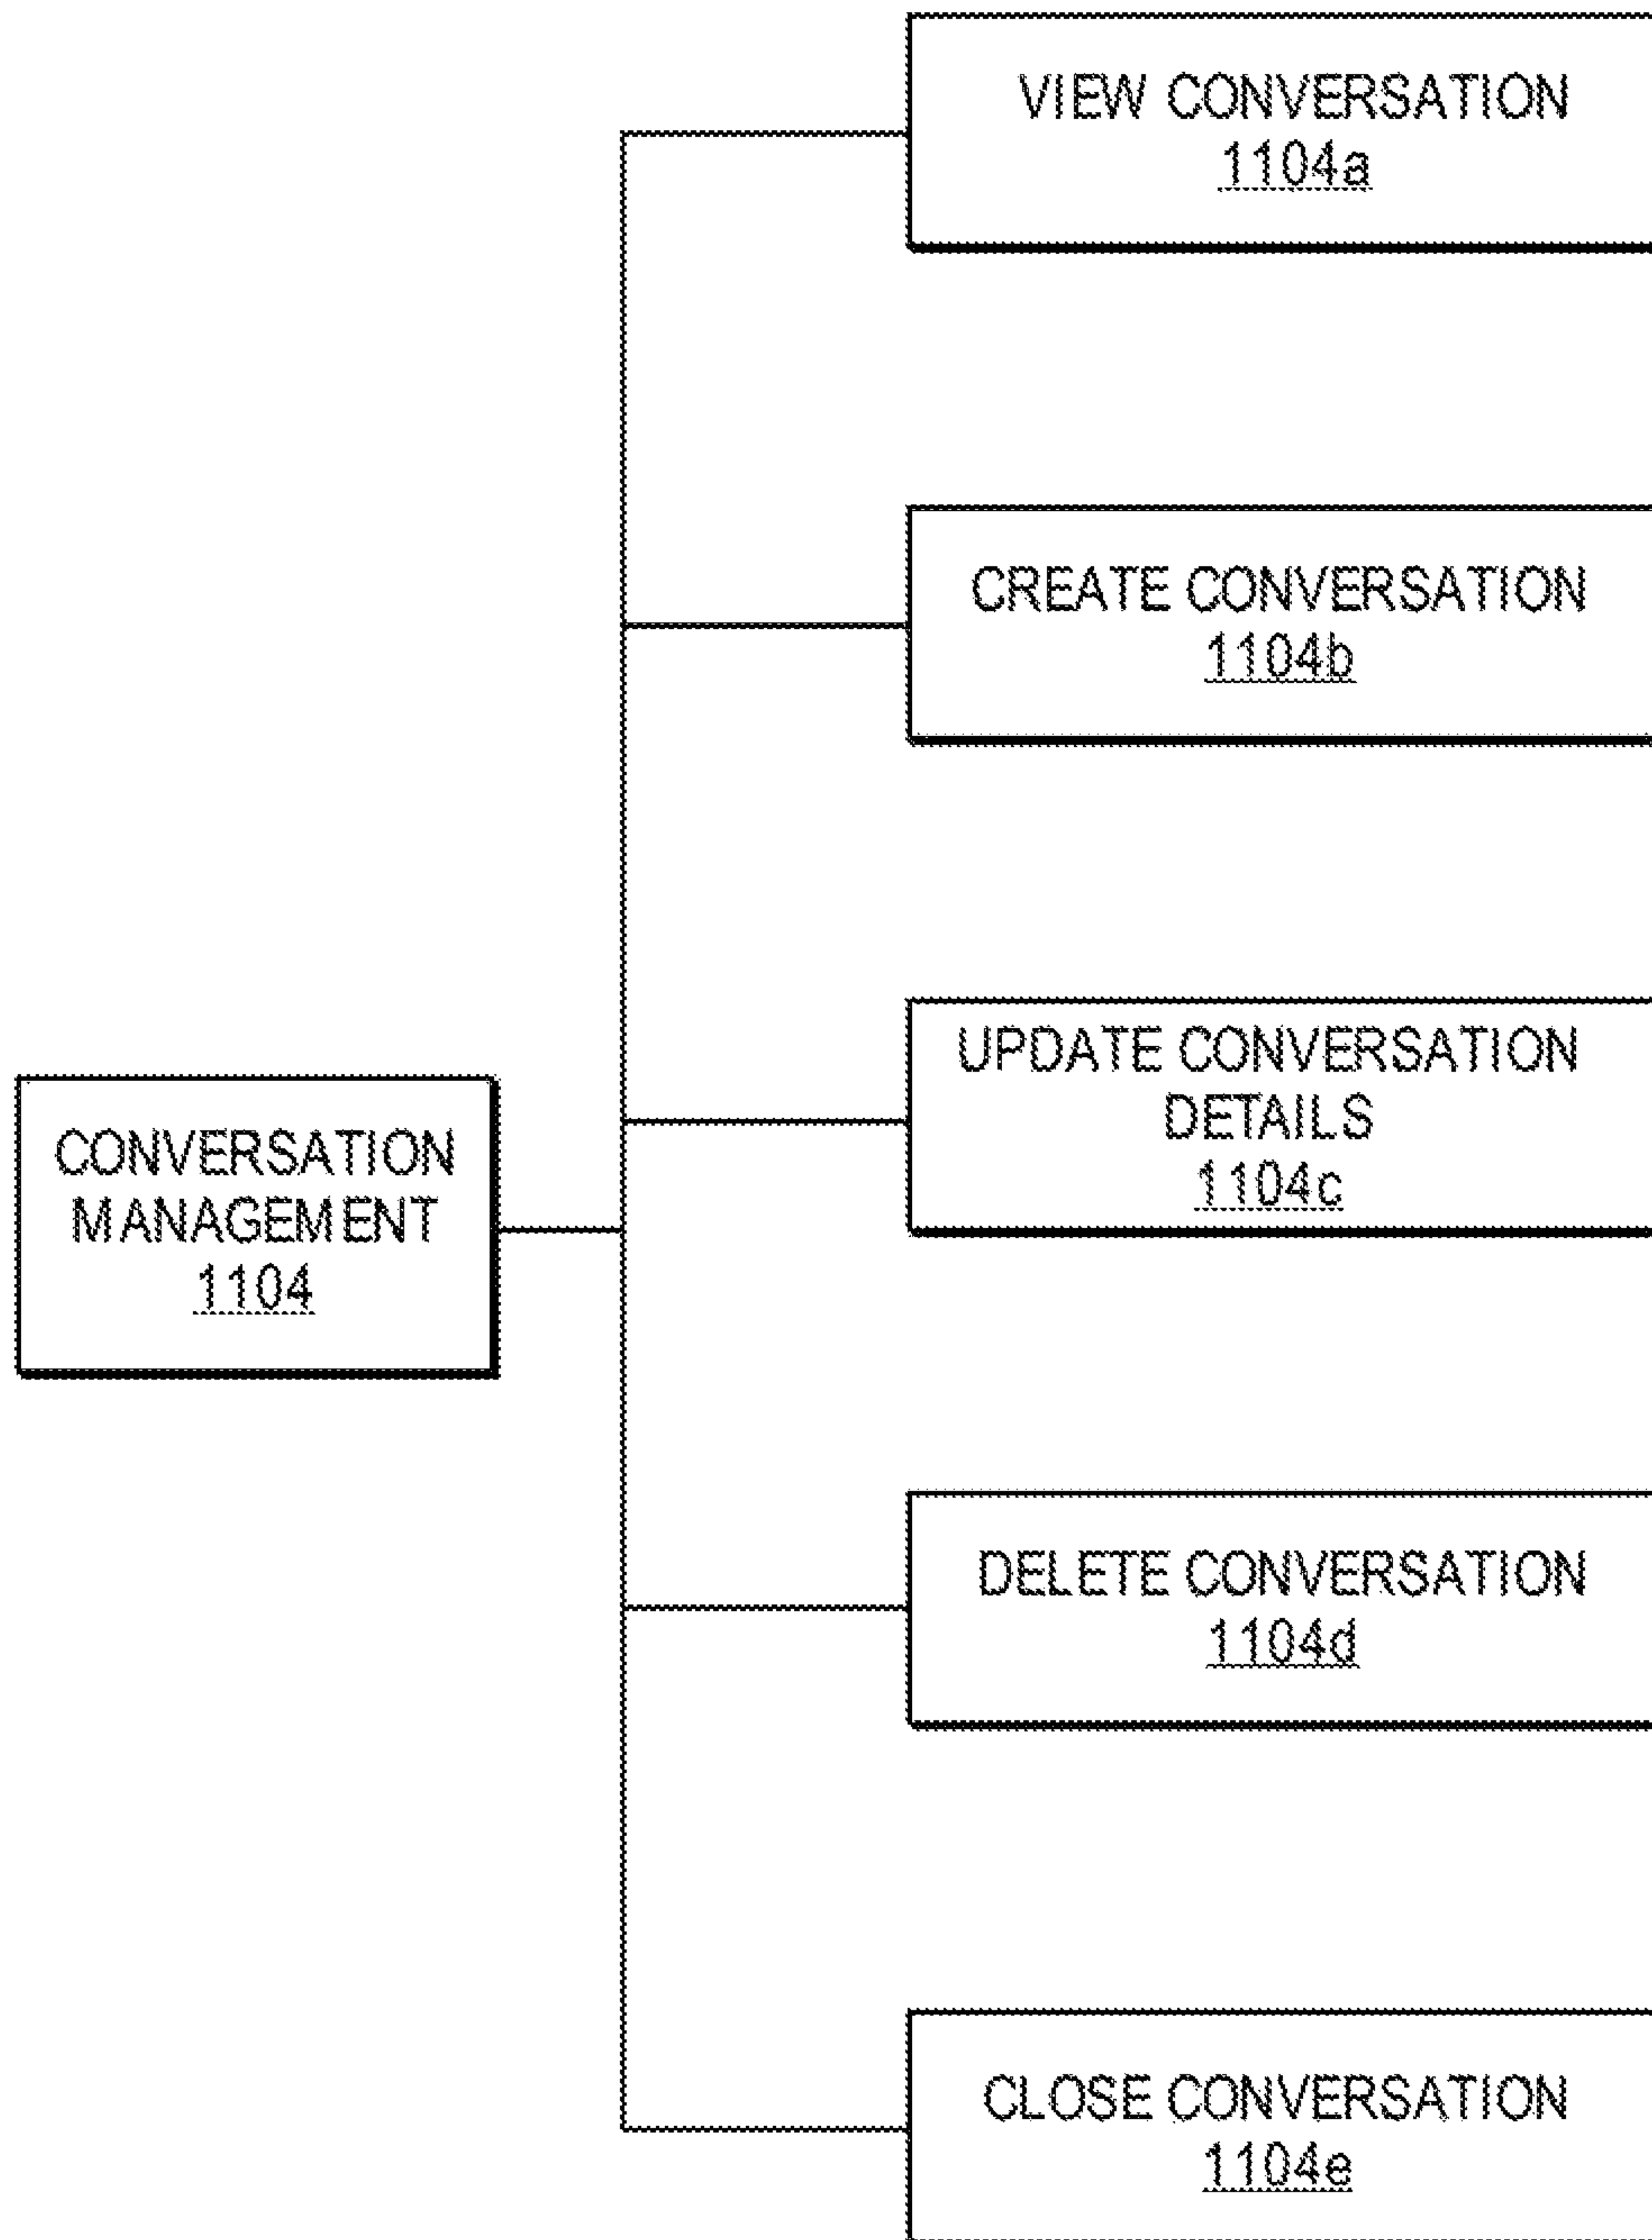 VIEW CONVERSATION
1104a
CREATE CONVERSATION
1104b
UPDATE CONVERSATION
DETAILS
1104c
CONVERSATION
MANAGEMENT
1104
DELETE CONVERSATION
1104d
CLOSE CONVERSATION
1104e